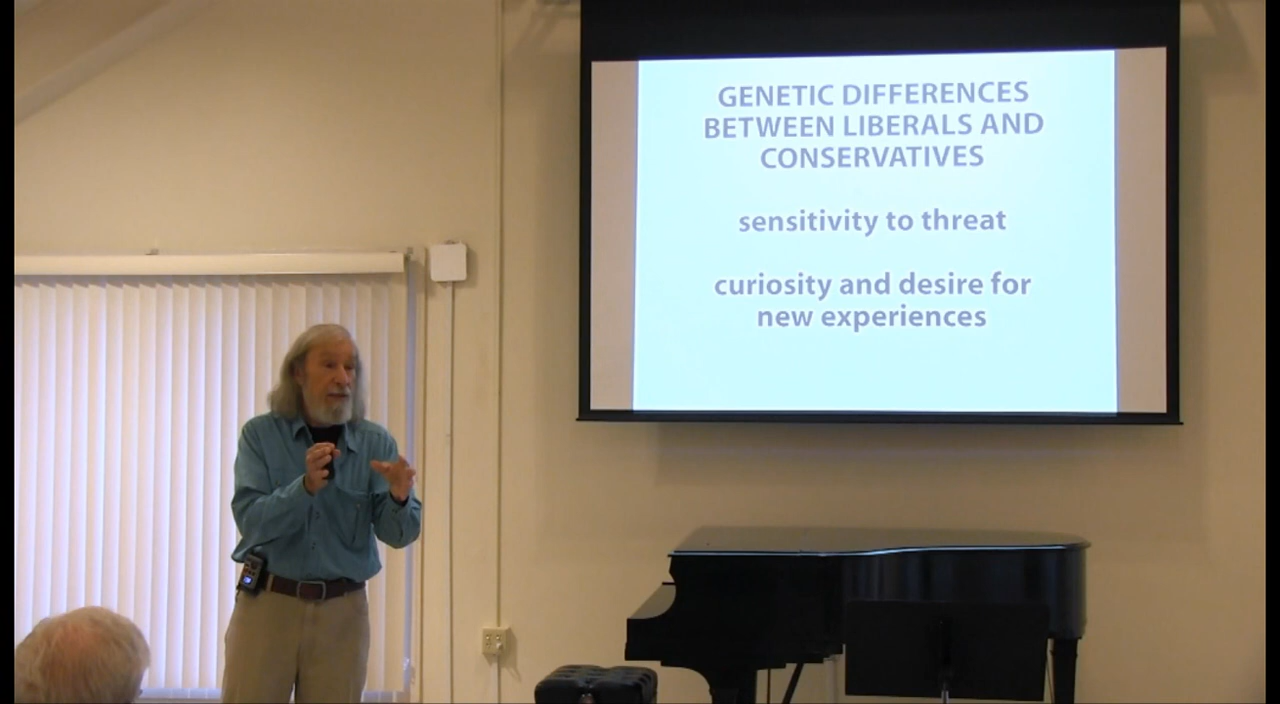 GENETIC DIFFERENCES
BETWEEN LIBERALS AND
CONSERVATIVES
sensitivity to threat
curiosity and desire for
new experiences